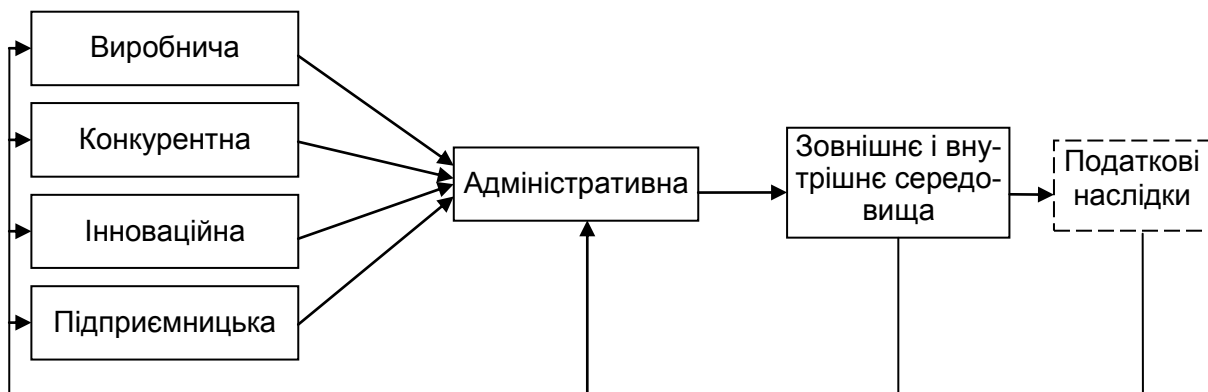 Виробнича
Конкурентна
Інноваційна
Підприємницька
Адміністративна
Зовнішнє і вну-
трішнє середо-
вища
Податкові
наслідки